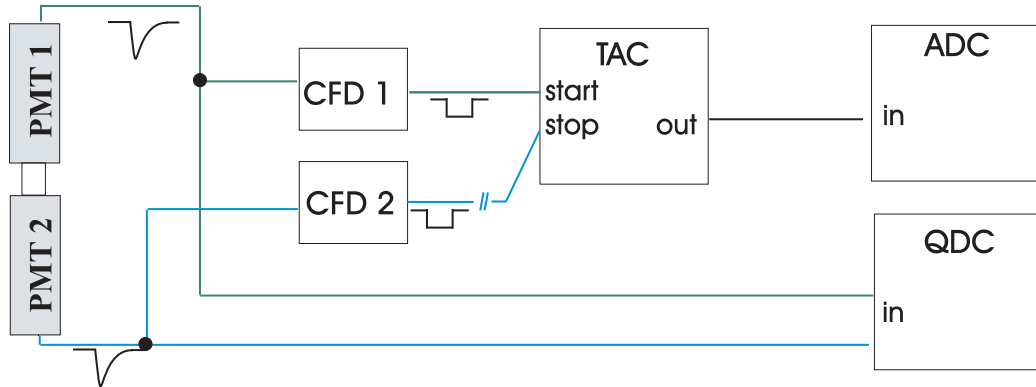 PMT 1
PMT 2
CFD 1
CFD 2
TAC
start
stop
out
ADC
in
QDC
in